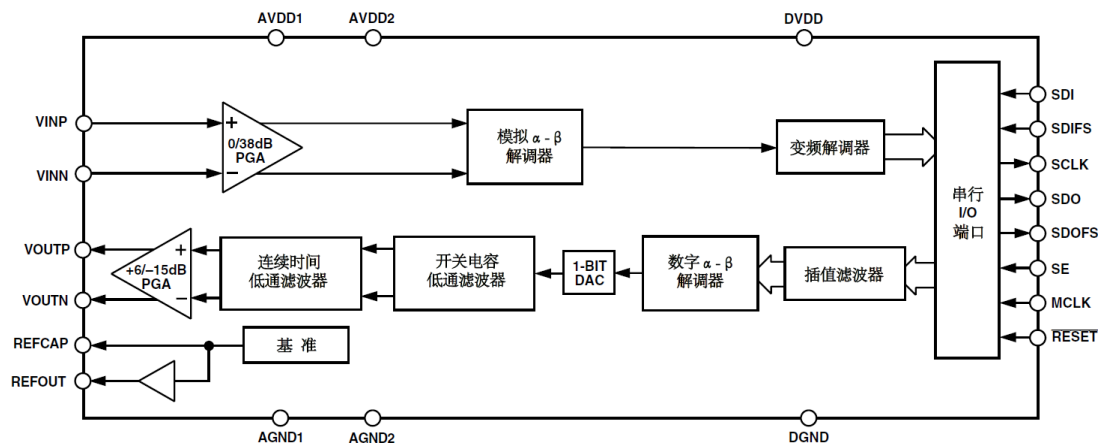 AVDD1
AVDD2
DVDD
VINP
VINN
0/38dB
PGA
模拟 α - β
解调器
变频解调器
串行
I/O
端口
SDI
SDIFS
SCLK
SDO
SDOFS
SE
MCLK
RESET
VOUTP
VOUTN
+6/–15dB
PGA
连续时间
低通滤波器
开关电容
低通滤波器
1-BIT
DAC
数字 α - β
解调器
插值滤波器
REFCAP
REFOUT
基 准
AGND1
AGND2
DGND